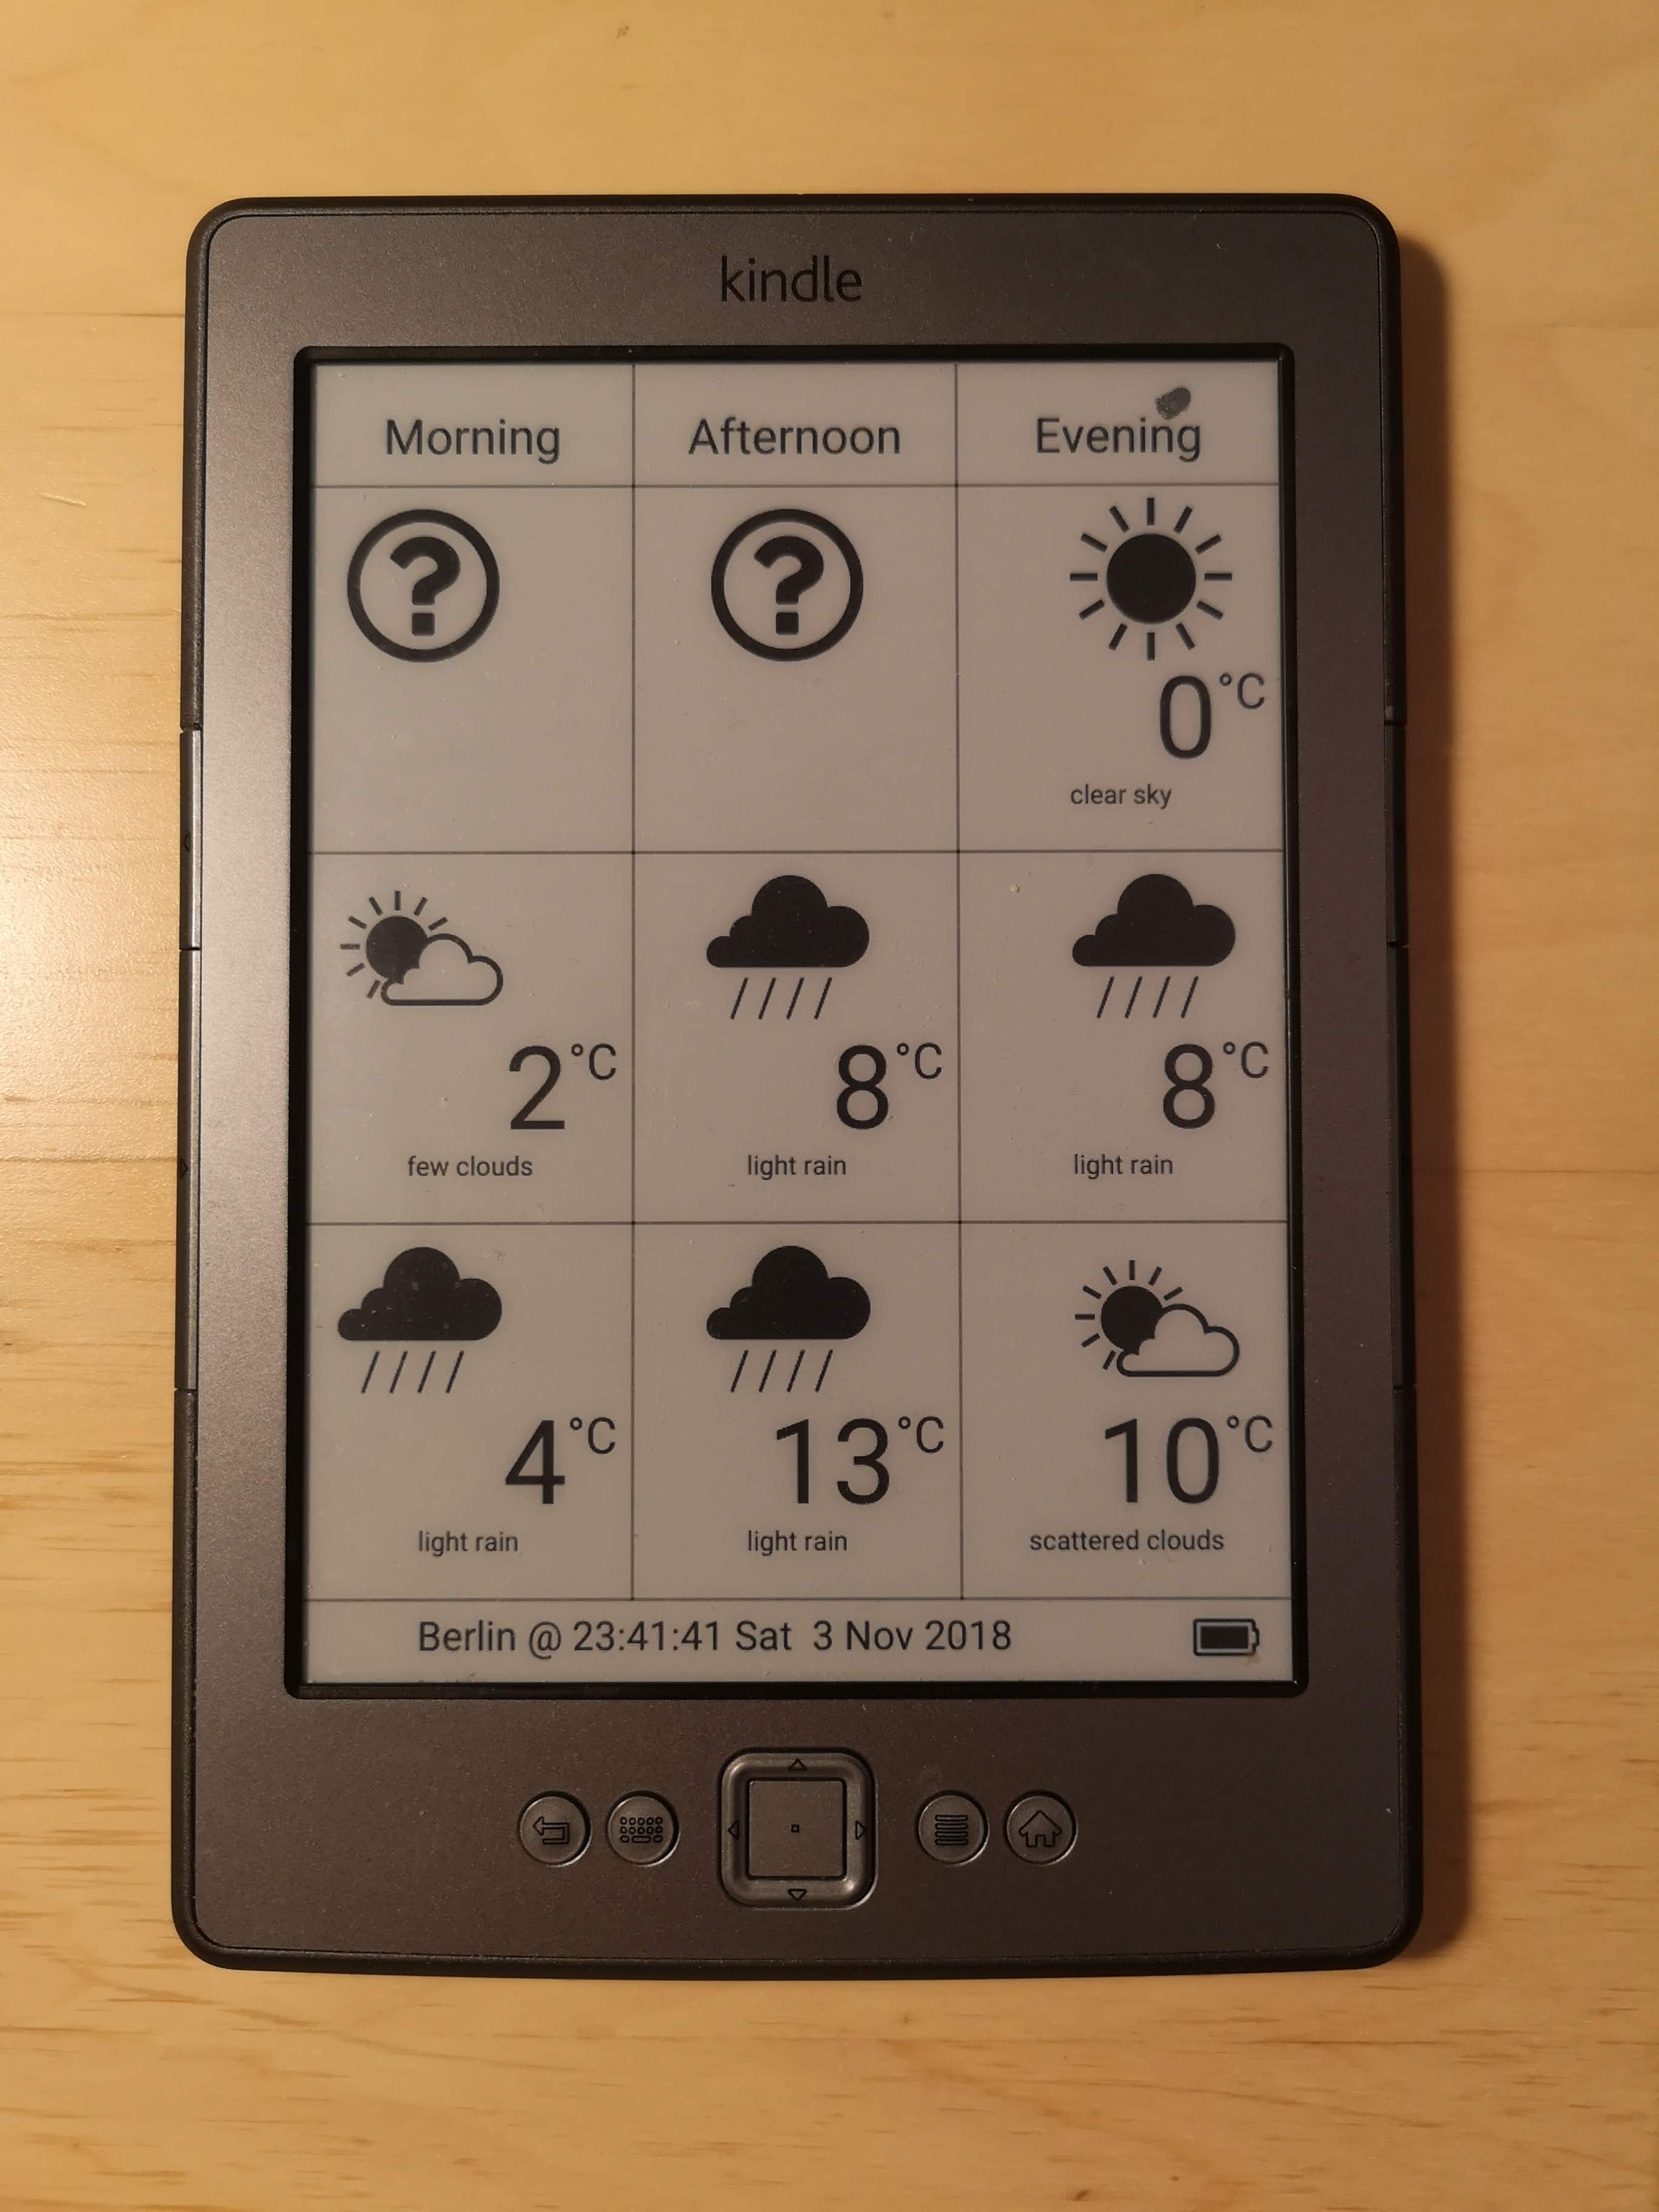 kindle
Morning Afternoon Evening
? ?
0°C
clear sky
2°C 8°C 8°C
few clouds light rain light rain
4°C 13°C 10°C
light rain light rain scattered clouds
Berlin @ 23:41:41 Sat 3 Nov 2018